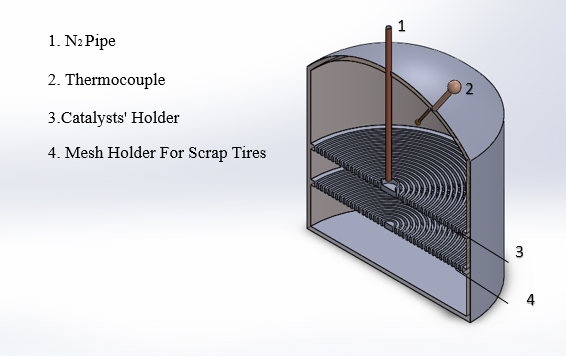 1. N₂ Pipe
2. Thermocouple
3.Catalysts' Holder
4. Mesh Holder For Scrap Tires
1
2
3
4